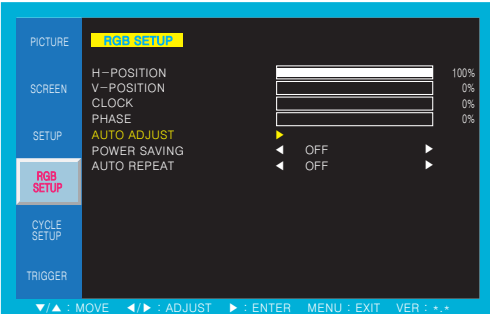 PICTURE
SCREEN
SETUP
RGB
SETUP
CYCLE
SETUP
TRIGGER
RGB SETUP
H-POSITION 100%
V-POSITION 0%
CLOCK 0%
PHASE 0%
AUTO ADJUST ▶
POWER SAVING ◀ OFF ▶
AUTO REPEAT ◀ OFF ▶
▼/▲ : MOVE ◀/▶ : ADJUST ▶ : ENTER MENU : EXIT VER : *.*